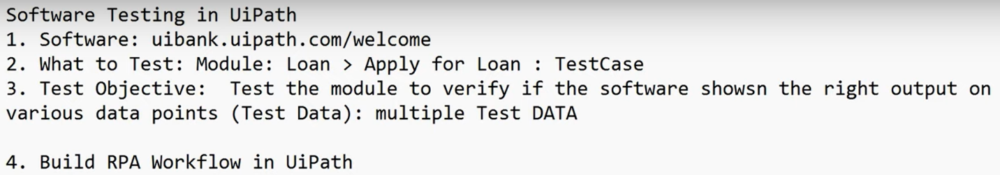 Software Testing in UiPath
1. Software: uibank.uipath.com/welcome
2. What to Test: Module: Loan > Apply for Loan : TestCase
3. Test Objective:  Test the module to verify if the software showsn the right output on
various data points (Test Data): multiple Test DATA
4. Build RPA Workflow in UiPath